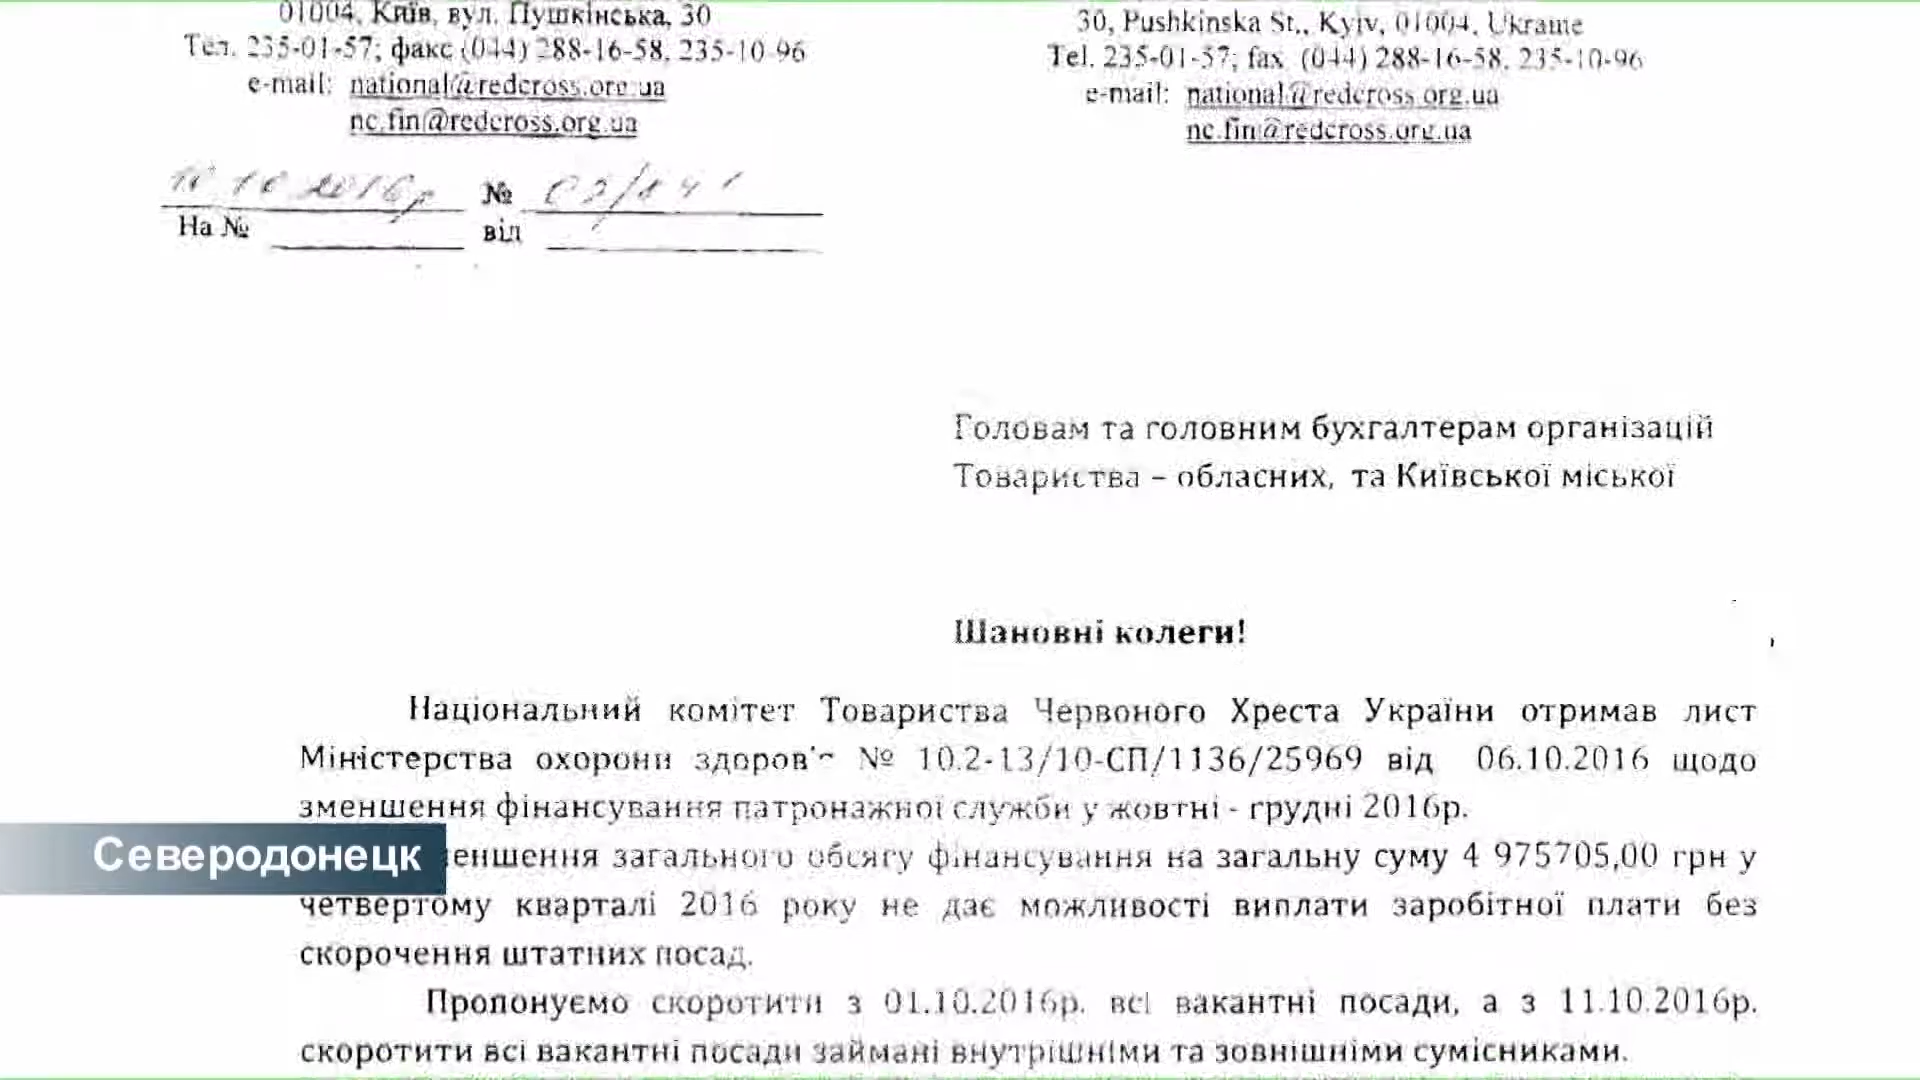 01004, Київ, вул. Пушкінська, 30
Тел. 235-01-57; факс (044) 288-16-58, 235-10-96
e-mail: national@redcross.org.ua
nc.fin@redcross.org.ua
30, Pushkinska St., Kyiv, 01004, Ukraine
Tel. 235-01-57; fax (044) 288-16-58, 235-10-96
e-mail: national@redcross.org.ua
nc.fin@redcross.org.ua
10 10 2016р №
На № від
Головам та головним бухгалтерам організацій
Товариства – обласних, та Київської міської
Шановні колеги!
Національний комітет Товариства Червоного Хреста України отримав лист
Міністерства охорони здоров' № 10.2-13/10-СП/1136/25969 від 06.10.2016 щодо
зменшення фінансування патронажної служби у жовтні - грудні 2016р.
Северодонецк
еншення загального обсягу фінансування на загальну суму 4 975705,00 грн у
четвертому кварталі 2016 року не дає можливості виплати заробітної плати без
скорочення штатних посад.
Пропонуємо скоротити з 01.10.2016р. всі вакантні посади, а з 11.10.2016р.
скоротити всі вакантні посади займані внутрішніми та зовнішніми сумісниками.